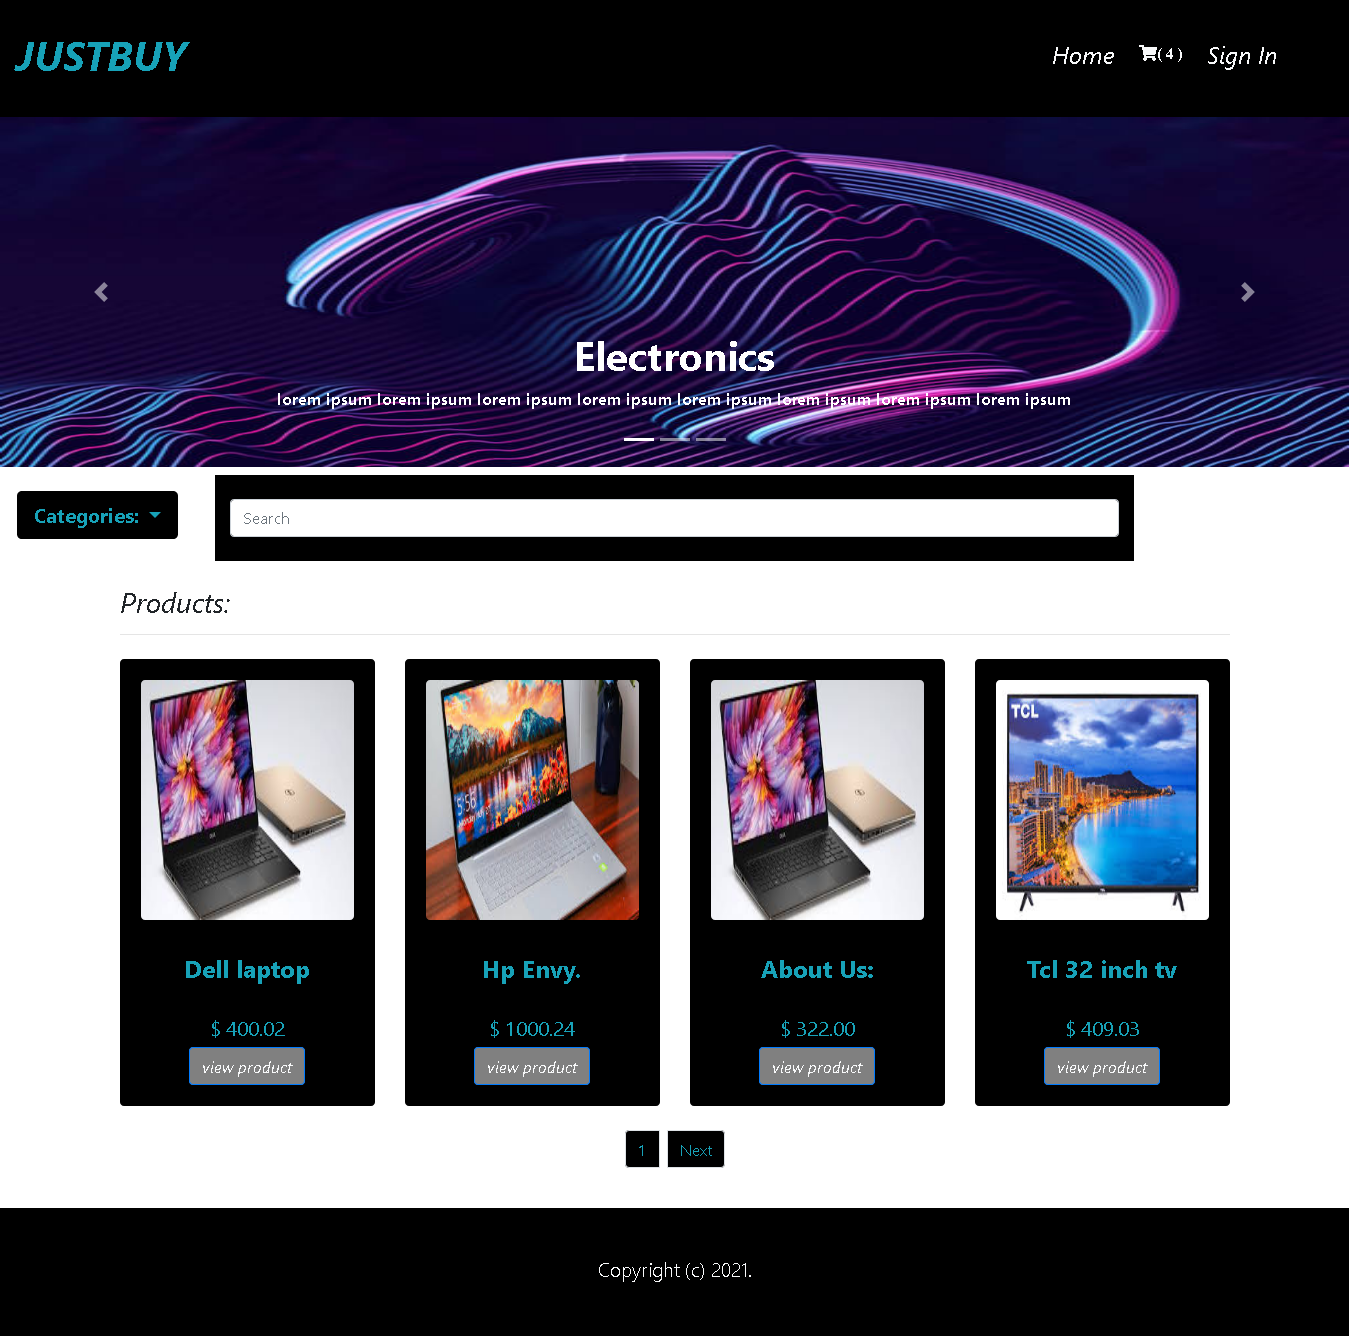 JUSTBUY
Home ( 4 ) Sign In
Electronics
lorem ipsum lorem ipsum lorem ipsum lorem ipsum lorem ipsum lorem ipsum lorem ipsum lorem ipsum
Categories:
Search
Products:
5:56
TCL
Dell laptop Hp Envy. About Us: Tcl 32 inch tv
$ 400.02 $ 1000.24 $ 322.00 $ 409.03
view product view product view product view product
1 Next
Copyright (c) 2021.